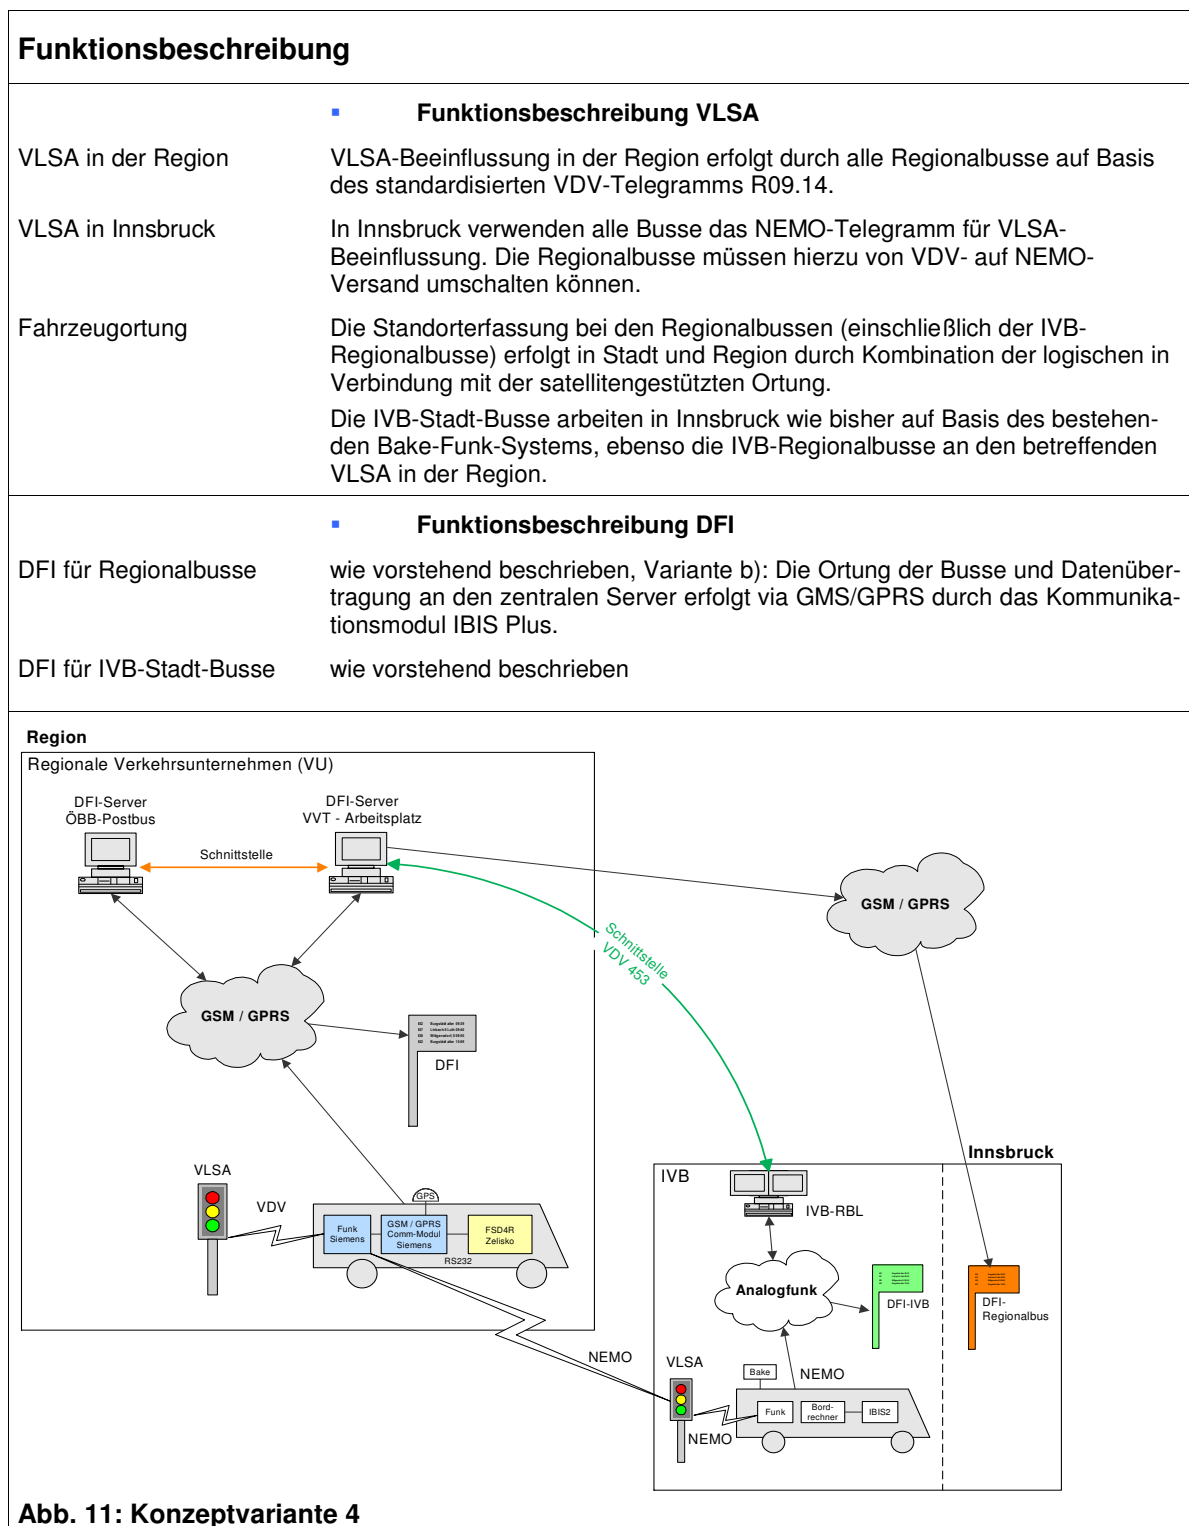 Funktionsbeschreibung
▪ Funktionsbeschreibung VLSA
VLSA in der Region
VLSA-Beeinflussung in der Region erfolgt durch alle Regionalbusse auf Basis
des standardisierten VDV-Telegramms R09.14.
VLSA in Innsbruck
In Innsbruck verwenden alle Busse das NEMO-Telegramm für VLSA-
Beeinflussung. Die Regionalbusse müssen hierzu von VDV- auf NEMO-
Versand umschalten können.
Fahrzeugortung
Die Standorterfassung bei den Regionalbussen (einschließlich der IVB-
Regionalbusse) erfolgt in Stadt und Region durch Kombination der logischen in
Verbindung mit der satellitengestützten Ortung.
Die IVB-Stadt-Busse arbeiten in Innsbruck wie bisher auf Basis des bestehen-
den Bake-Funk-Systems, ebenso die IVB-Regionalbusse an den betreffenden
VLSA in der Region.
▪ Funktionsbeschreibung DFI
DFI für Regionalbusse
wie vorstehend beschrieben, Variante b): Die Ortung der Busse und Datenüber-
tragung an den zentralen Server erfolgt via GMS/GPRS durch das Kommunika-
tionsmodul IBIS Plus.
DFI für IVB-Stadt-Busse
wie vorstehend beschrieben
Region
Regionale Verkehrsunternehmen (VU)
DFI-Server
ÖBB-Postbus
DFI-Server
VVT - Arbeitsplatz
Schnittstelle
GSM / GPRS
Schnittstelle
VDV 453
GSM / GPRS
DFI
VLSA
VDV
GPS
Funk
Siemens
GSM / GPRS
Comm-Modul
Siemens
FSD4R
Zelisko
RS232
Innsbruck
IVB
IVB-RBL
Analogfunk
DFI-IVB
DFI-
Regionalbus
NEMO
VLSA
Bake
NEMO
Funk
Bord-
rechner
IBIS2
NEMO
Abb. 11: Konzeptvariante 4